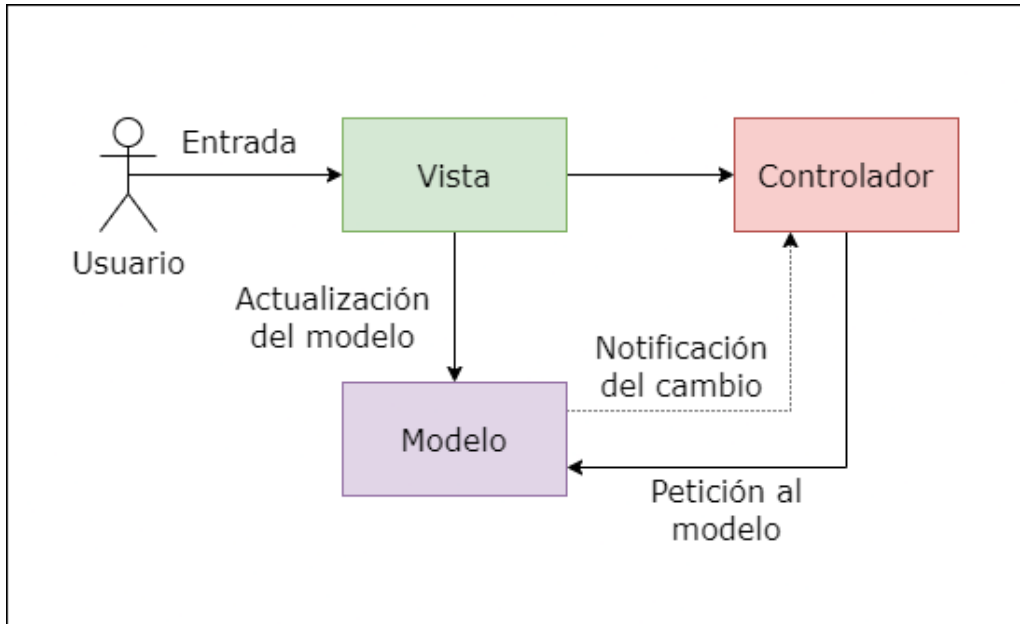 Entrada
Vista
Controlador
Usuario
Actualización
del modelo
Notificación
del cambio
Modelo
Petición al
modelo